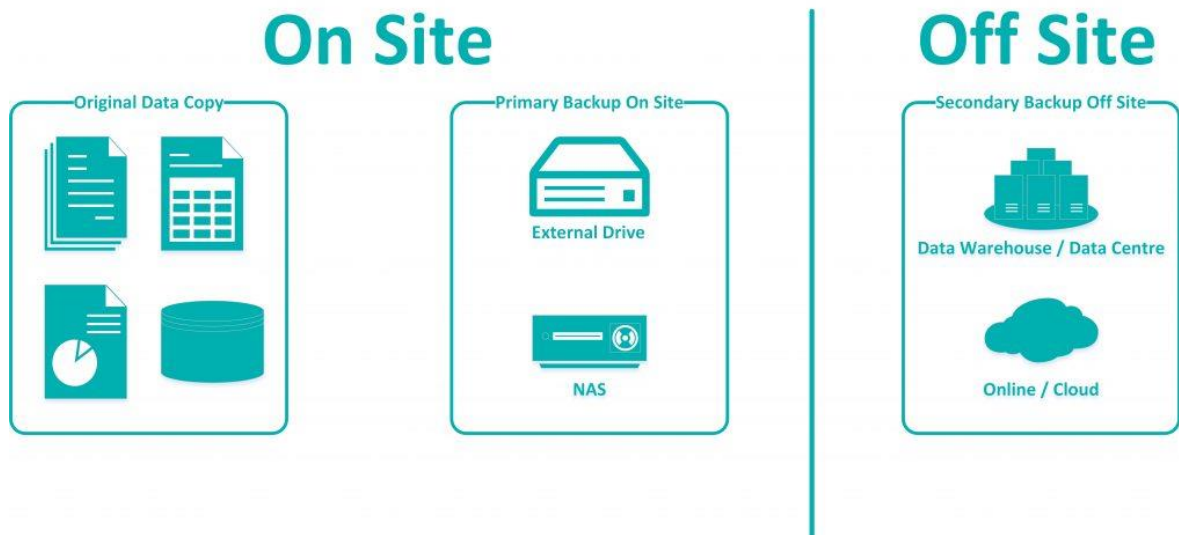 On Site
Off Site
Original Data Copy
Primary Backup On Site
Secondary Backup Off Site
External Drive
Data Warehouse / Data Centre
NAS
Online / Cloud